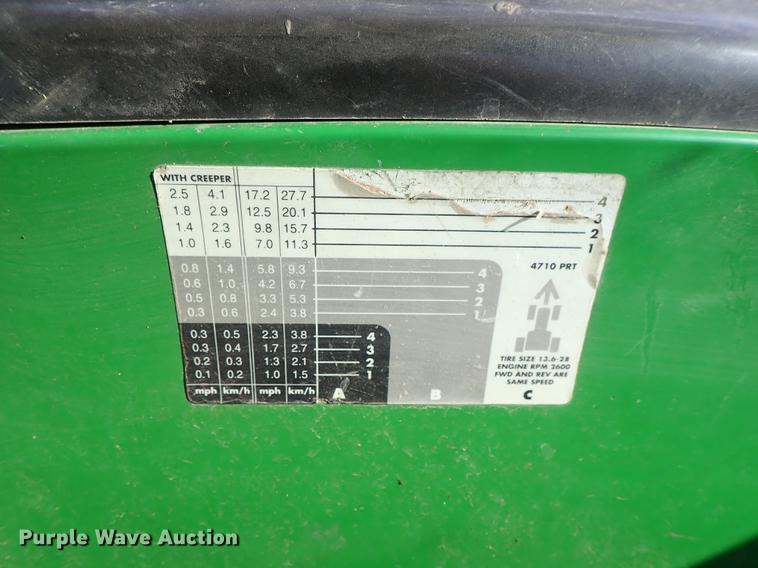 WITH CREEPER
2.5 4.1 17.2 27.7 4
1.8 2.9 12.5 20.1 3
1.4 2.3 9.8 15.7 2
1.0 1.6 7.0 11.3 1
4710 PRT
0.8 1.4 5.8 9.3 4
0.6 1.0 4.2 6.7 3
0.5 0.8 3.3 5.3 2
0.3 0.6 2.4 3.8 1
0.3 0.5 2.3 3.8 4
0.3 0.4 1.7 2.7 3
0.2 0.3 1.3 2.1 2
0.1 0.2 1.0 1.5 1
mph km/h mph km/h A B C
TIRE SIZE 13.6-28
ENGINE RPM 2600
FWD AND REV ARE
SAME SPEED
Purple Wave Auction